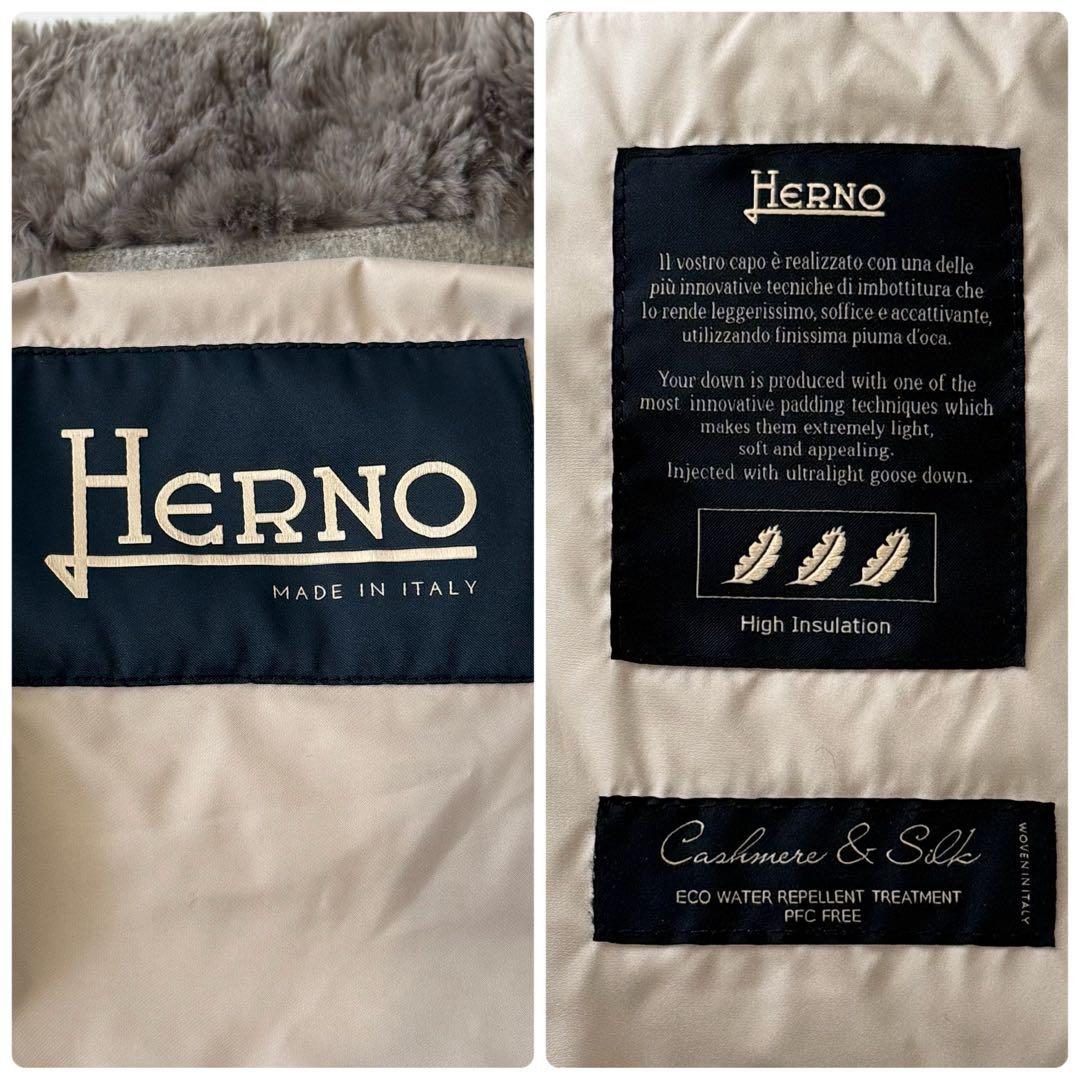 HERNO
MADE IN ITALY
HERNO
Il vostro capo è realizzato con una delle
più innovative tecniche di imbottitura che
lo rende leggerissimo, soffice e accattivante,
utilizzando finissima piuma d'oca.
Your down is produced with one of the
most innovative padding techniques which
makes them extremely light,
soft and appealing.
Injected with ultralight goose down.
High Insulation
Cashmere & Silk
ECO WATER REPELLENT TREATMENT
PFC FREE
WOVEN IN ITALY